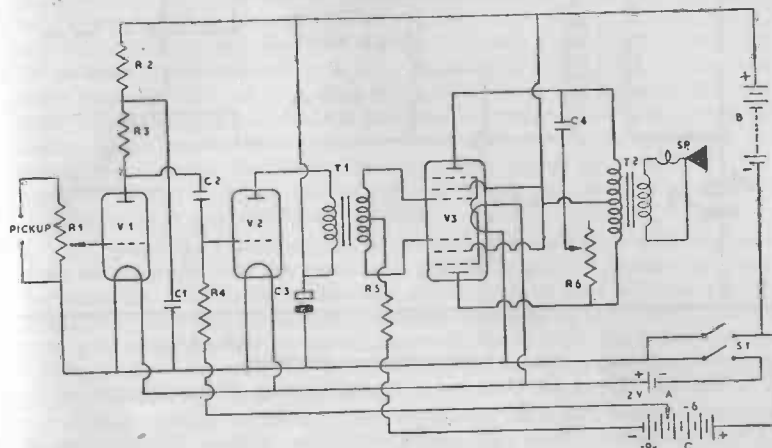 R2
R3
R1
PICKUP
V1
C2
C1
R4
V2
C3
T1
R5
V3
C4
R6
T2
SP.
+
B
-
S1
+ -
2V A
-6
- C +